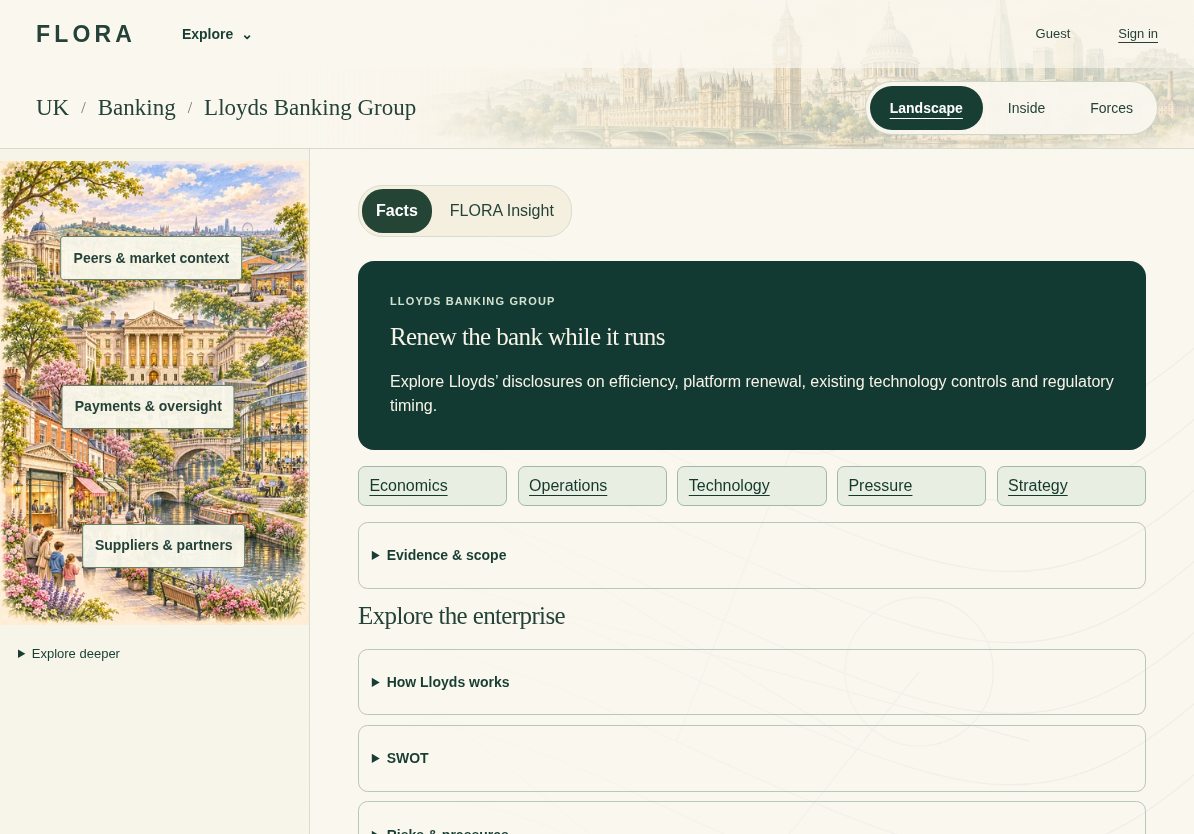 FLORA
Explore
Guest
Sign in
UK / Banking / Lloyds Banking Group
Landscape
Inside
Forces
Peers & market context
Payments & oversight
Suppliers & partners
Explore deeper
Facts
FLORA Insight
LLOYDS BANKING GROUP
Renew the bank while it runs
Explore Lloyds’ disclosures on efficiency, platform renewal, existing technology controls and regulatory
timing.
Economics
Operations
Technology
Pressure
Strategy
Evidence & scope
Explore the enterprise
How Lloyds works
SWOT
Risks & pressures